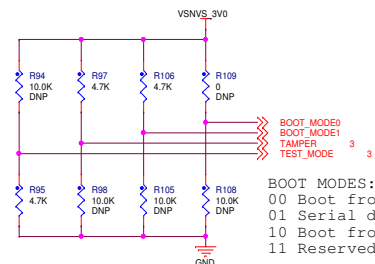 VSNVS_3V0
R94
10.0K
DNP
R97
4.7K
R106
4.7K
R109
0
DNP
BOOT_MODE0
BOOT_MODE1
TAMPER 3
TEST_MODE 3
R95
4.7K
R98
10.0K
DNP
R105
10.0K
DNP
R108
10.0K
DNP
BOOT MODES:
00 Boot fro
01 Serial d
10 Boot fro
11 Reserved
GND